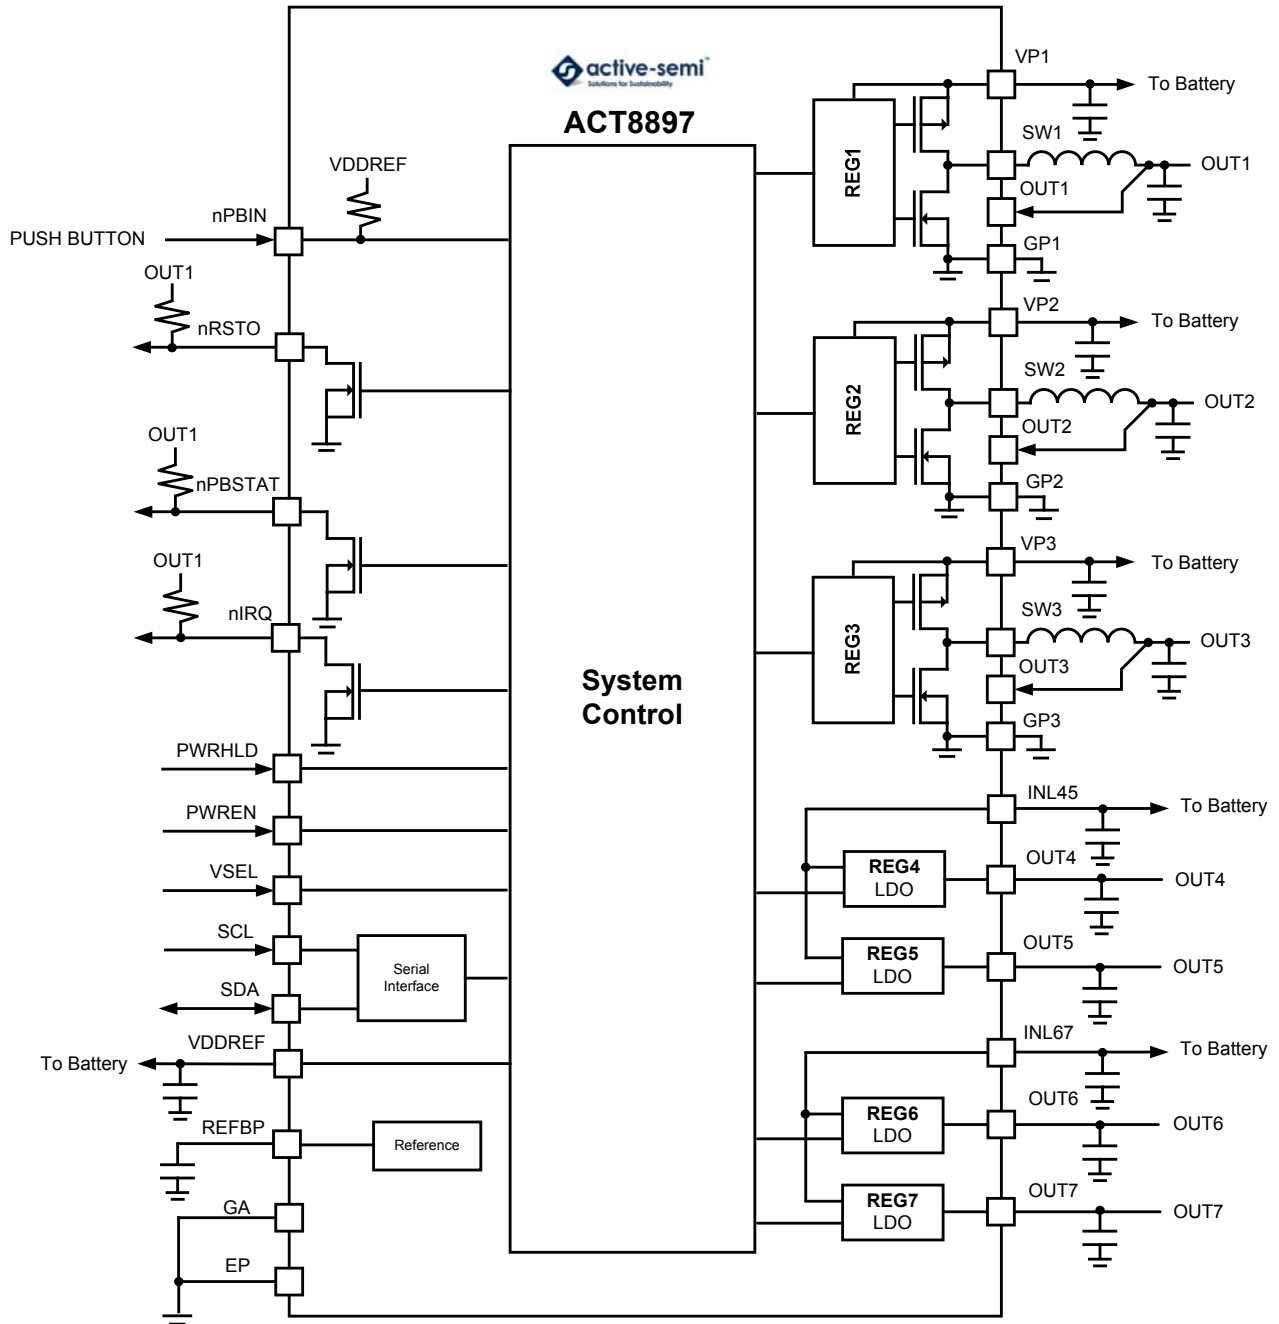 active-semi™
Solutions for Sustainability
ACT8897
VDDREF
nPBIN
PUSH BUTTON
OUT1
nRSTO
OUT1
nPBSTAT
OUT1
nIRQ
PWRHLD
PWREN
VSEL
SCL
Serial
Interface
SDA
VDDREF
To Battery
REFBP
Reference
GA
EP
System
Control
VP1
To Battery
REG1
SW1
OUT1
OUT1
GP1
VP2
To Battery
REG2
SW2
OUT2
OUT2
GP2
VP3
To Battery
REG3
SW3
OUT3
OUT3
GP3
INL45
To Battery
REG4
LDO
OUT4
OUT4
REG5
LDO
OUT5
OUT5
INL67
To Battery
REG6
LDO
OUT6
OUT6
REG7
LDO
OUT7
OUT7